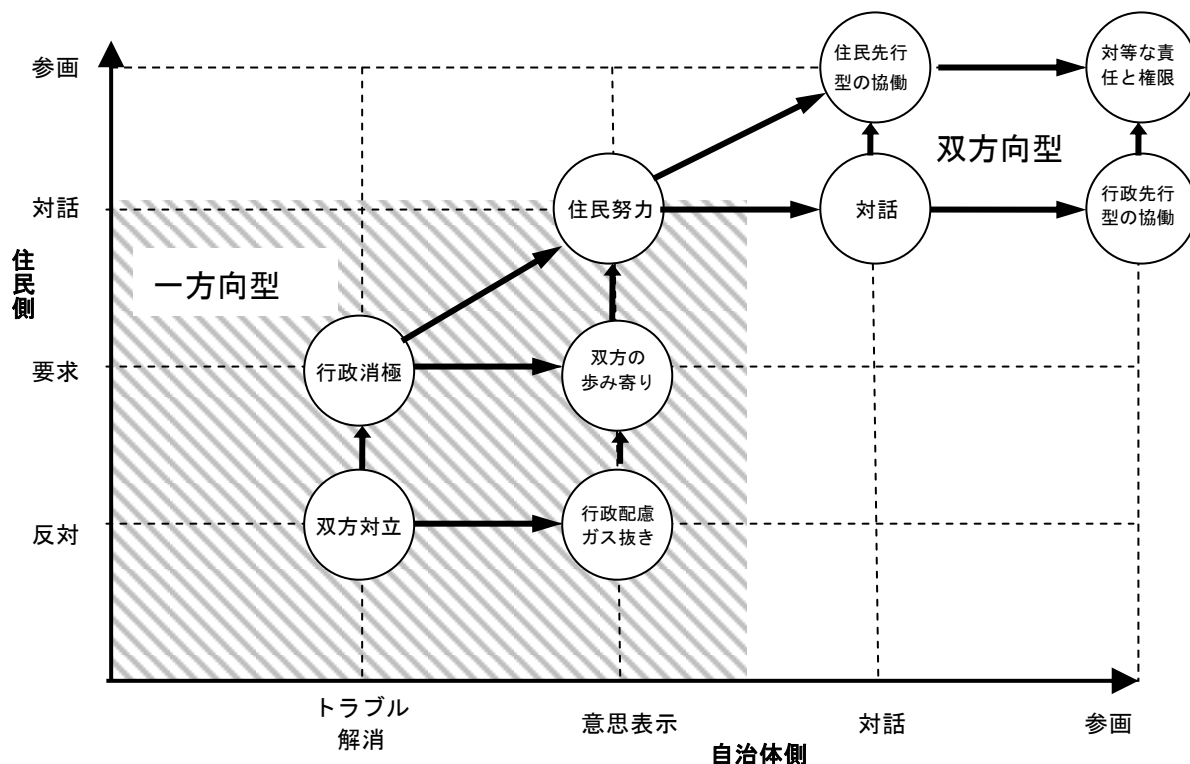 参画
住民先行
型の協働
対等な責
任と権限
双方向型
対話
住民努力
対話
行政先行
型の協働
住民側
一方向型
要求
行政消極
双方の
歩み寄り
反対
双方対立
行政配慮
ガス抜き
トラブル
解消
意思表示
対話
参画
自治体側